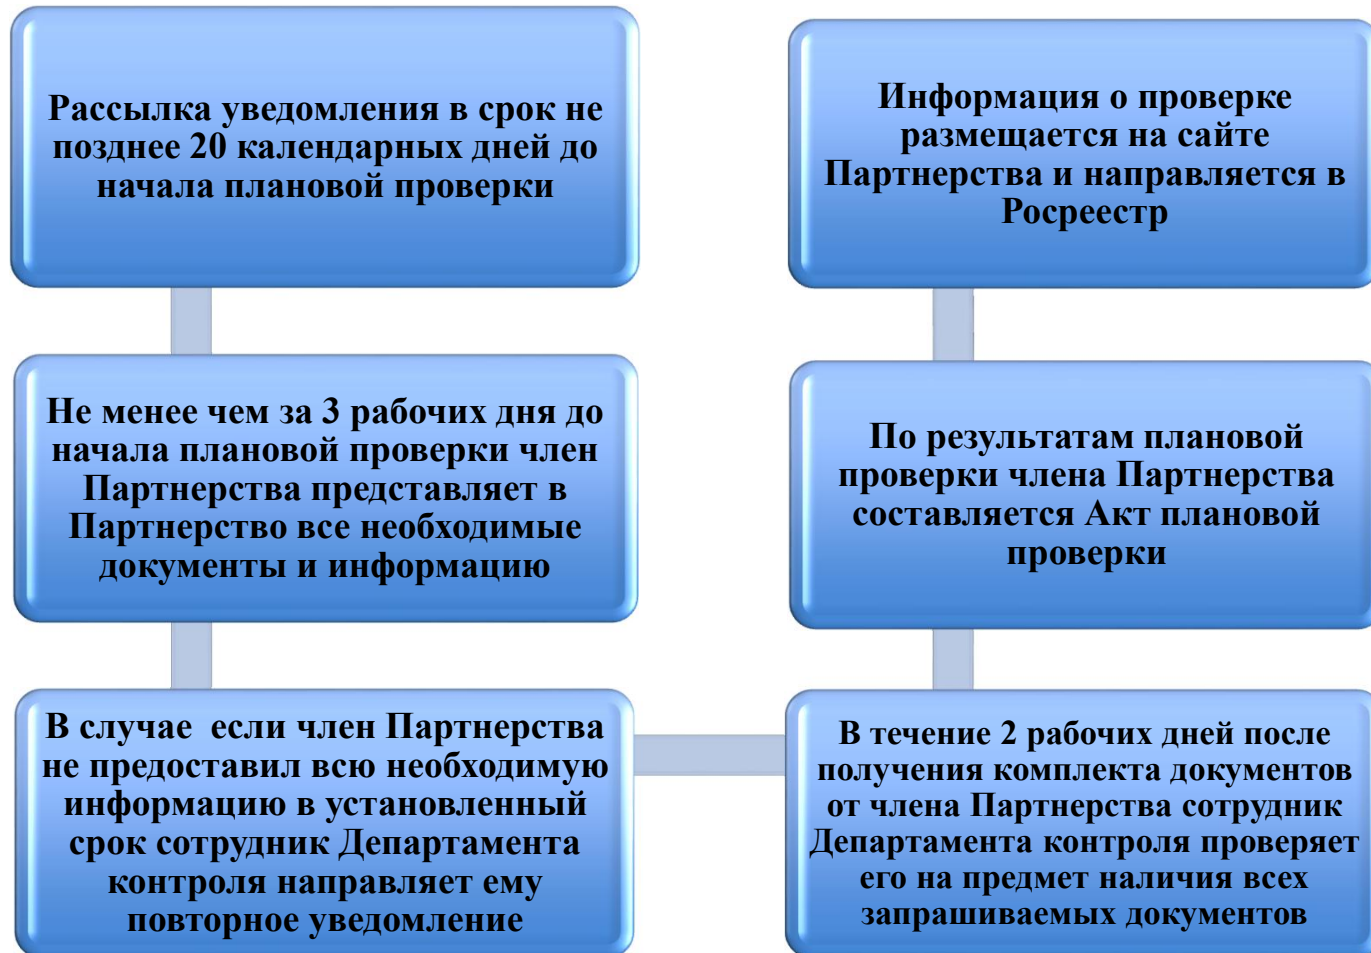 Рассылка уведомления в срок не
позднее 20 календарных дней до
начала плановой проверки
Не менее чем за 3 рабочих дня до
начала плановой проверки член
Партнерства представляет в
Партнерство все необходимые
документы и информацию
В случае  если член Партнерства
не предоставил всю необходимую
информацию в установленный
срок сотрудник Департамента
контроля направляет ему
повторное уведомление
В течение 2 рабочих дней после
получения комплекта документов
от члена Партнерства сотрудник
Департамента контроля проверяет
его на предмет наличия всех
запрашиваемых документов
По результатам плановой
проверки члена Партнерства
составляется Акт плановой
проверки
Информация о проверке
размещается на сайте
Партнерства и направляется в
Росреестр